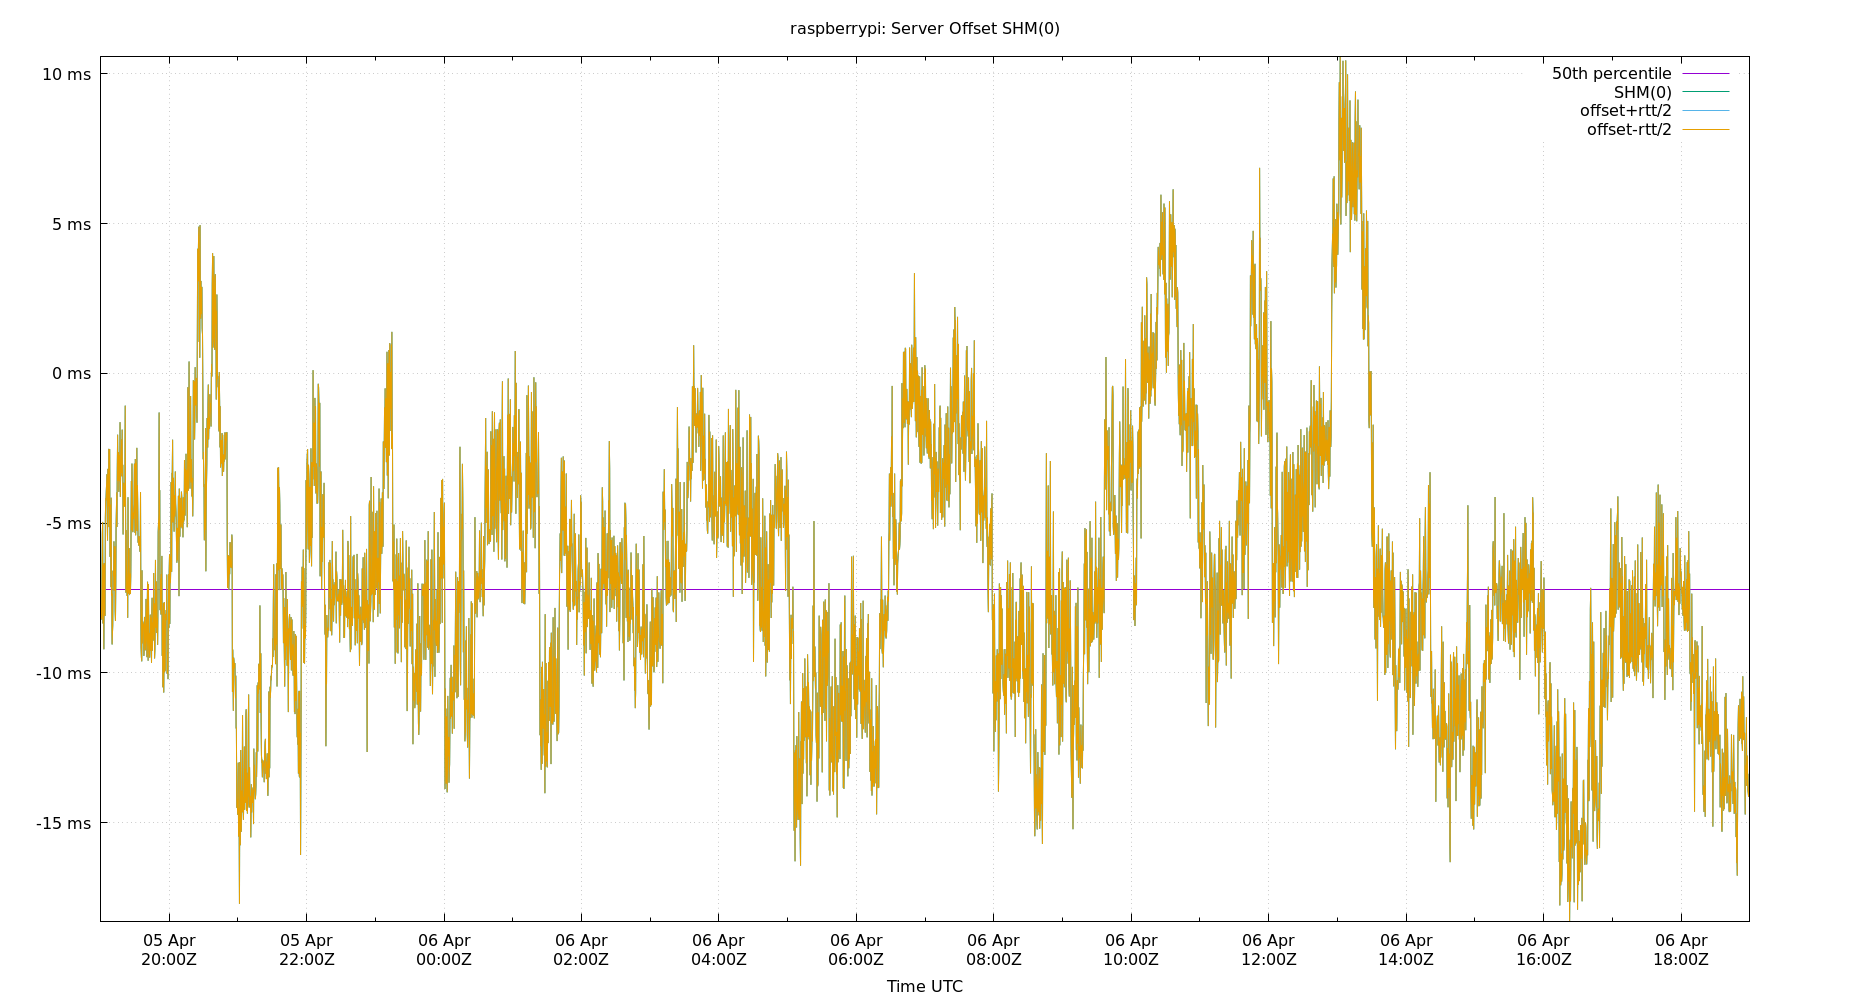 raspberrypi: Server Offset SHM(0)
10 ms
5 ms
0 ms
-5 ms
-10 ms
-15 ms
50th percentile
SHM(0)
offset+rtt/2
offset-rtt/2
05 Apr
20:00Z
05 Apr
22:00Z
06 Apr
00:00Z
06 Apr
02:00Z
06 Apr
04:00Z
06 Apr
06:00Z
06 Apr
08:00Z
06 Apr
10:00Z
06 Apr
12:00Z
06 Apr
14:00Z
06 Apr
16:00Z
06 Apr
18:00Z
Time UTC